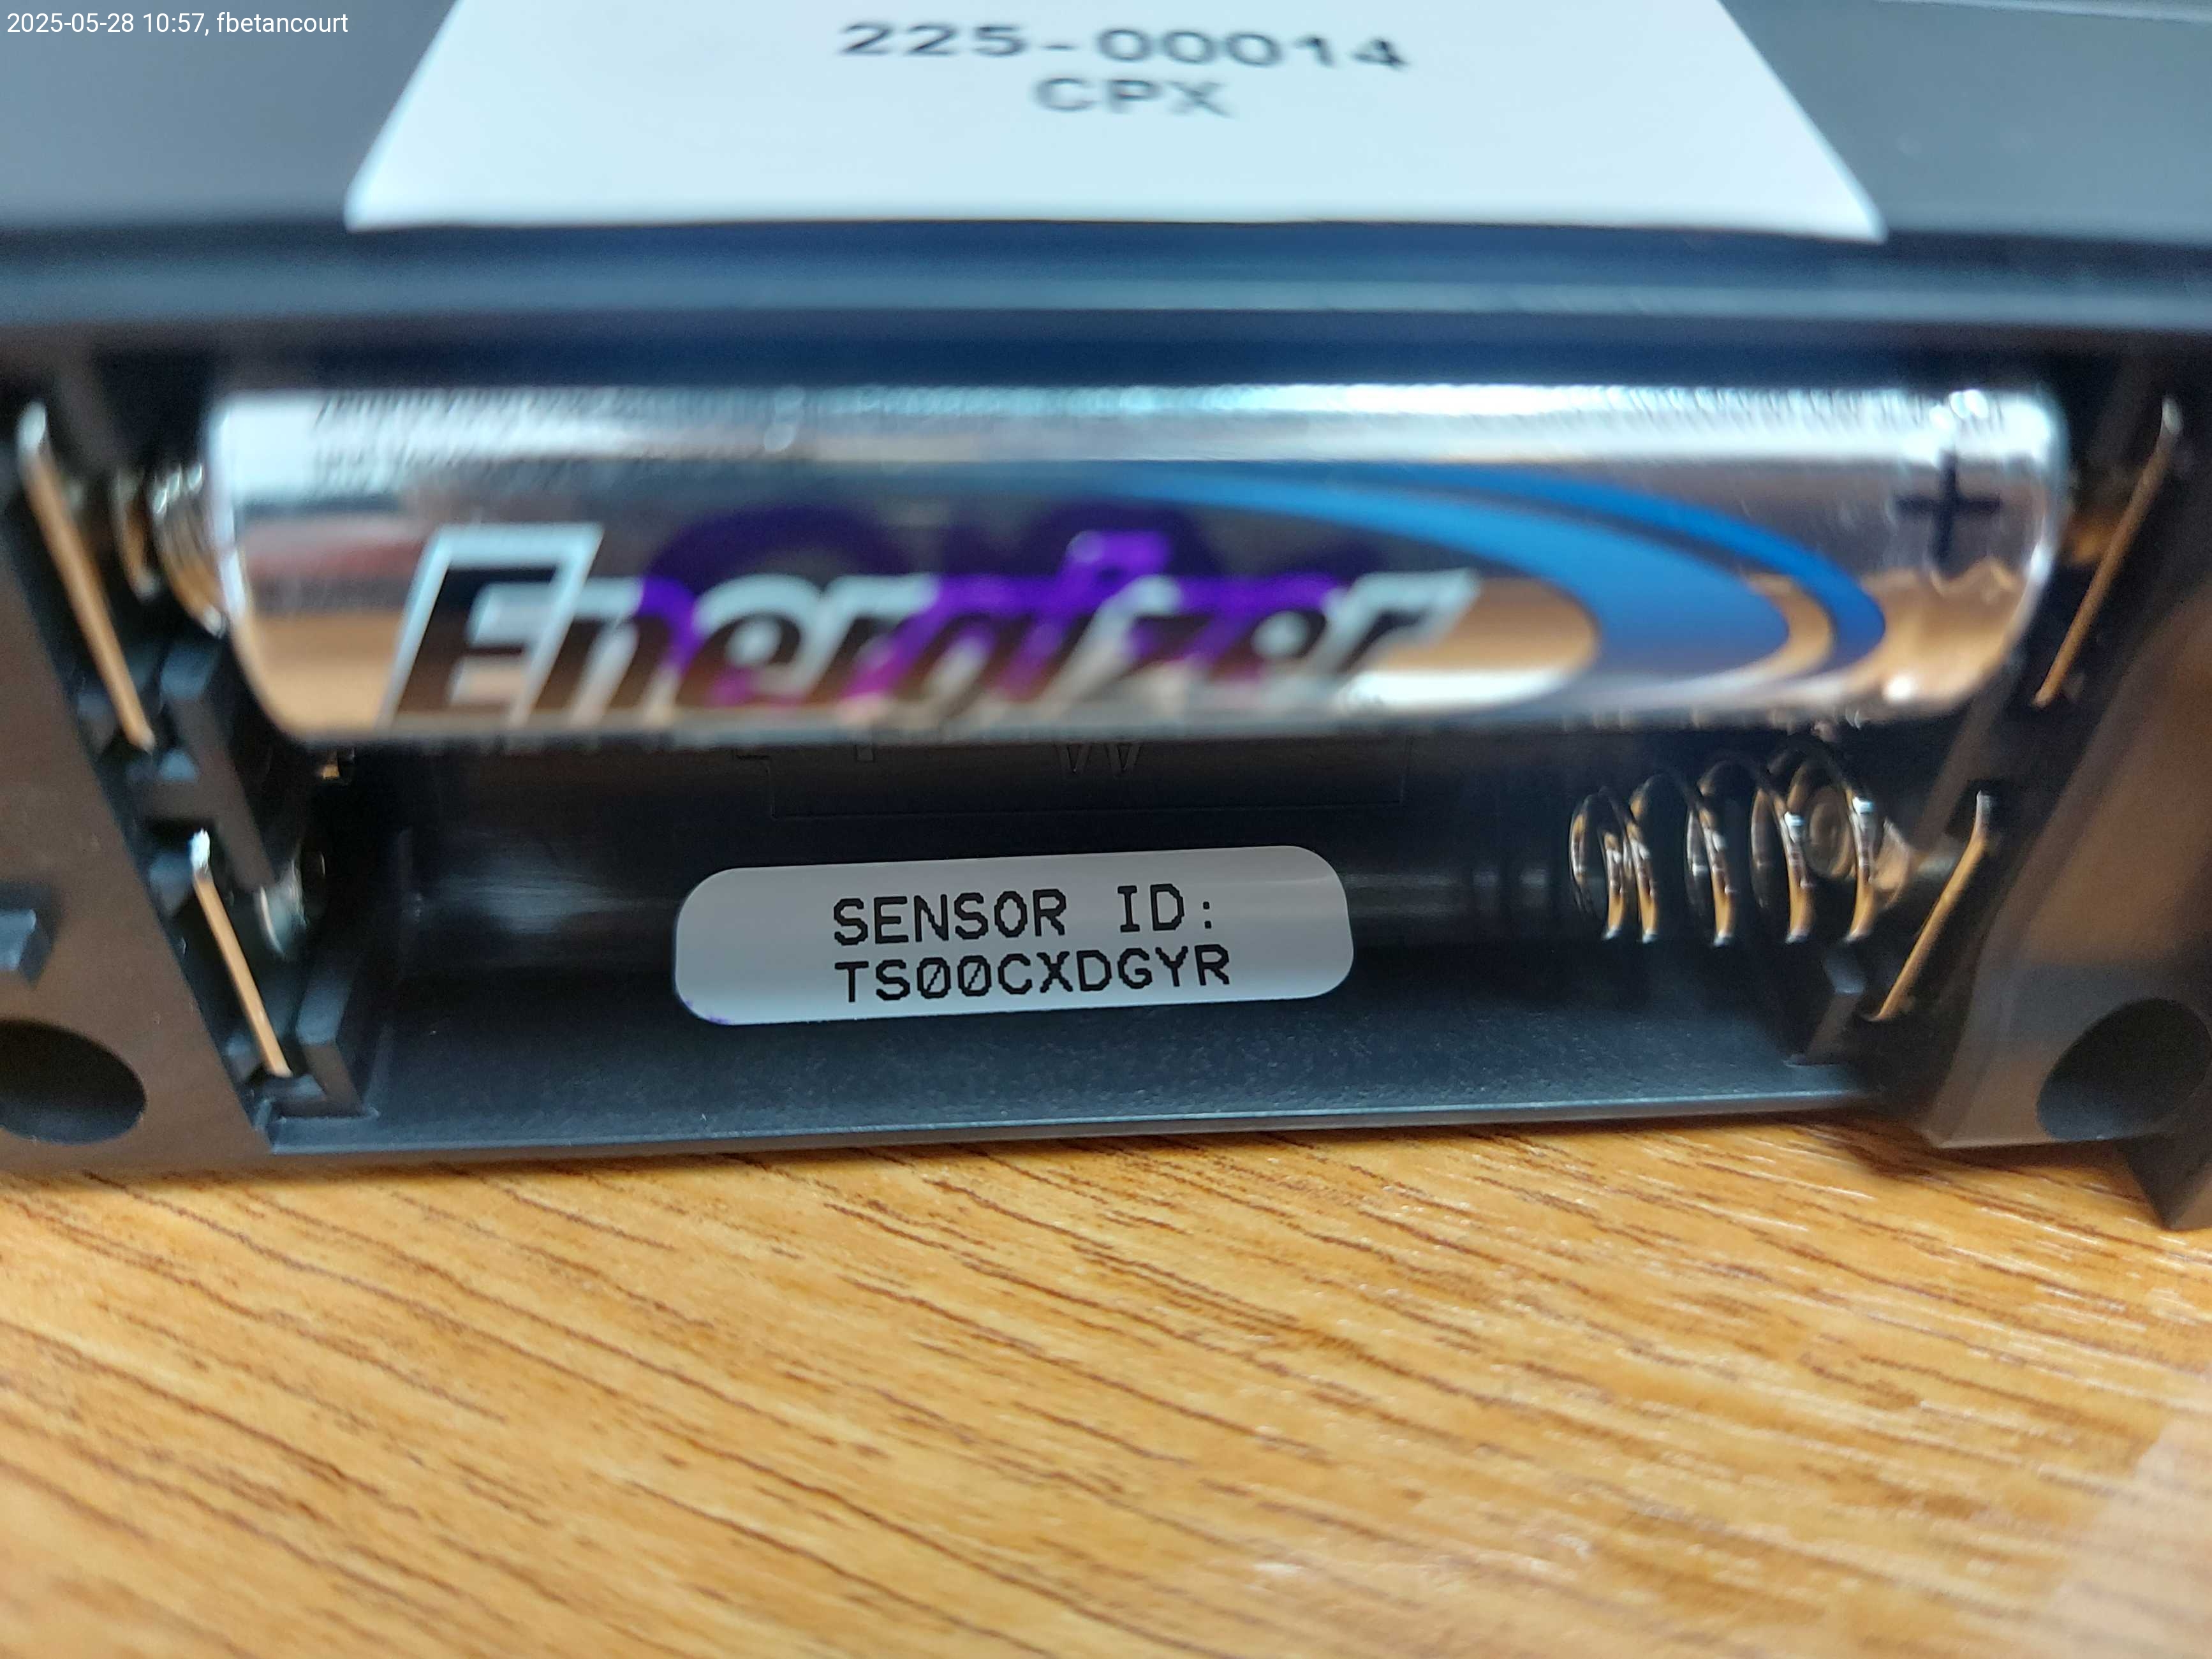 2025-05-28 10:57, fbetancourt
225-00014
CPX
+
Energizer
SENSOR ID:
TS00CXDGYR